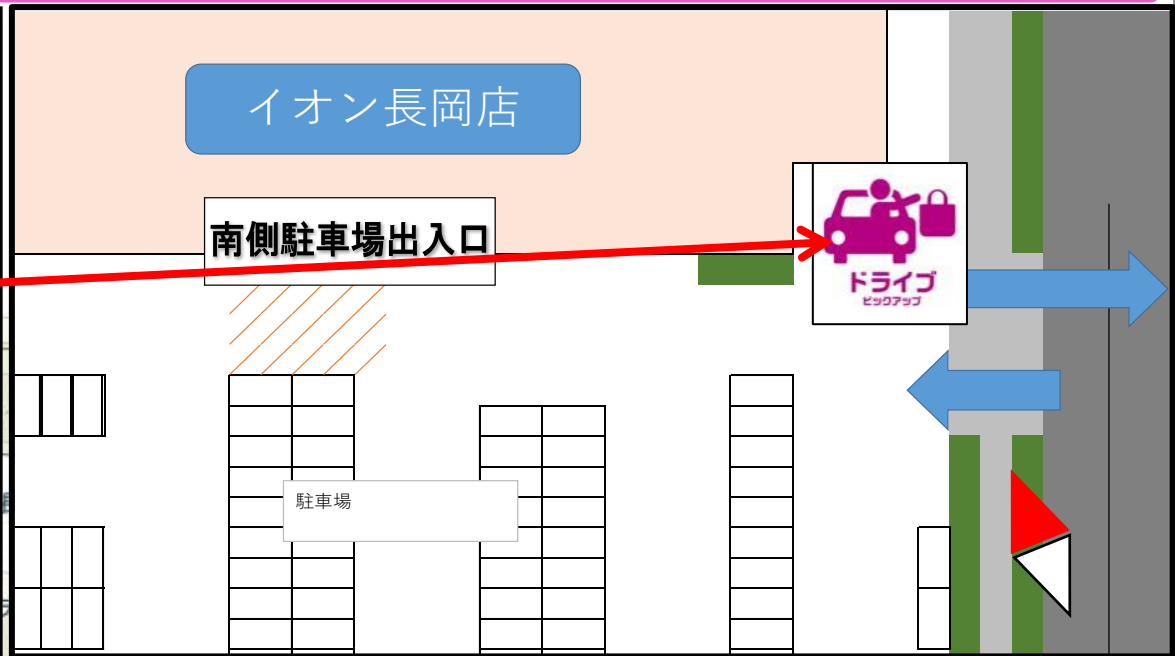 イオン長岡店
南側駐車場出入口
ドライブ
ピックアップ
駐車場